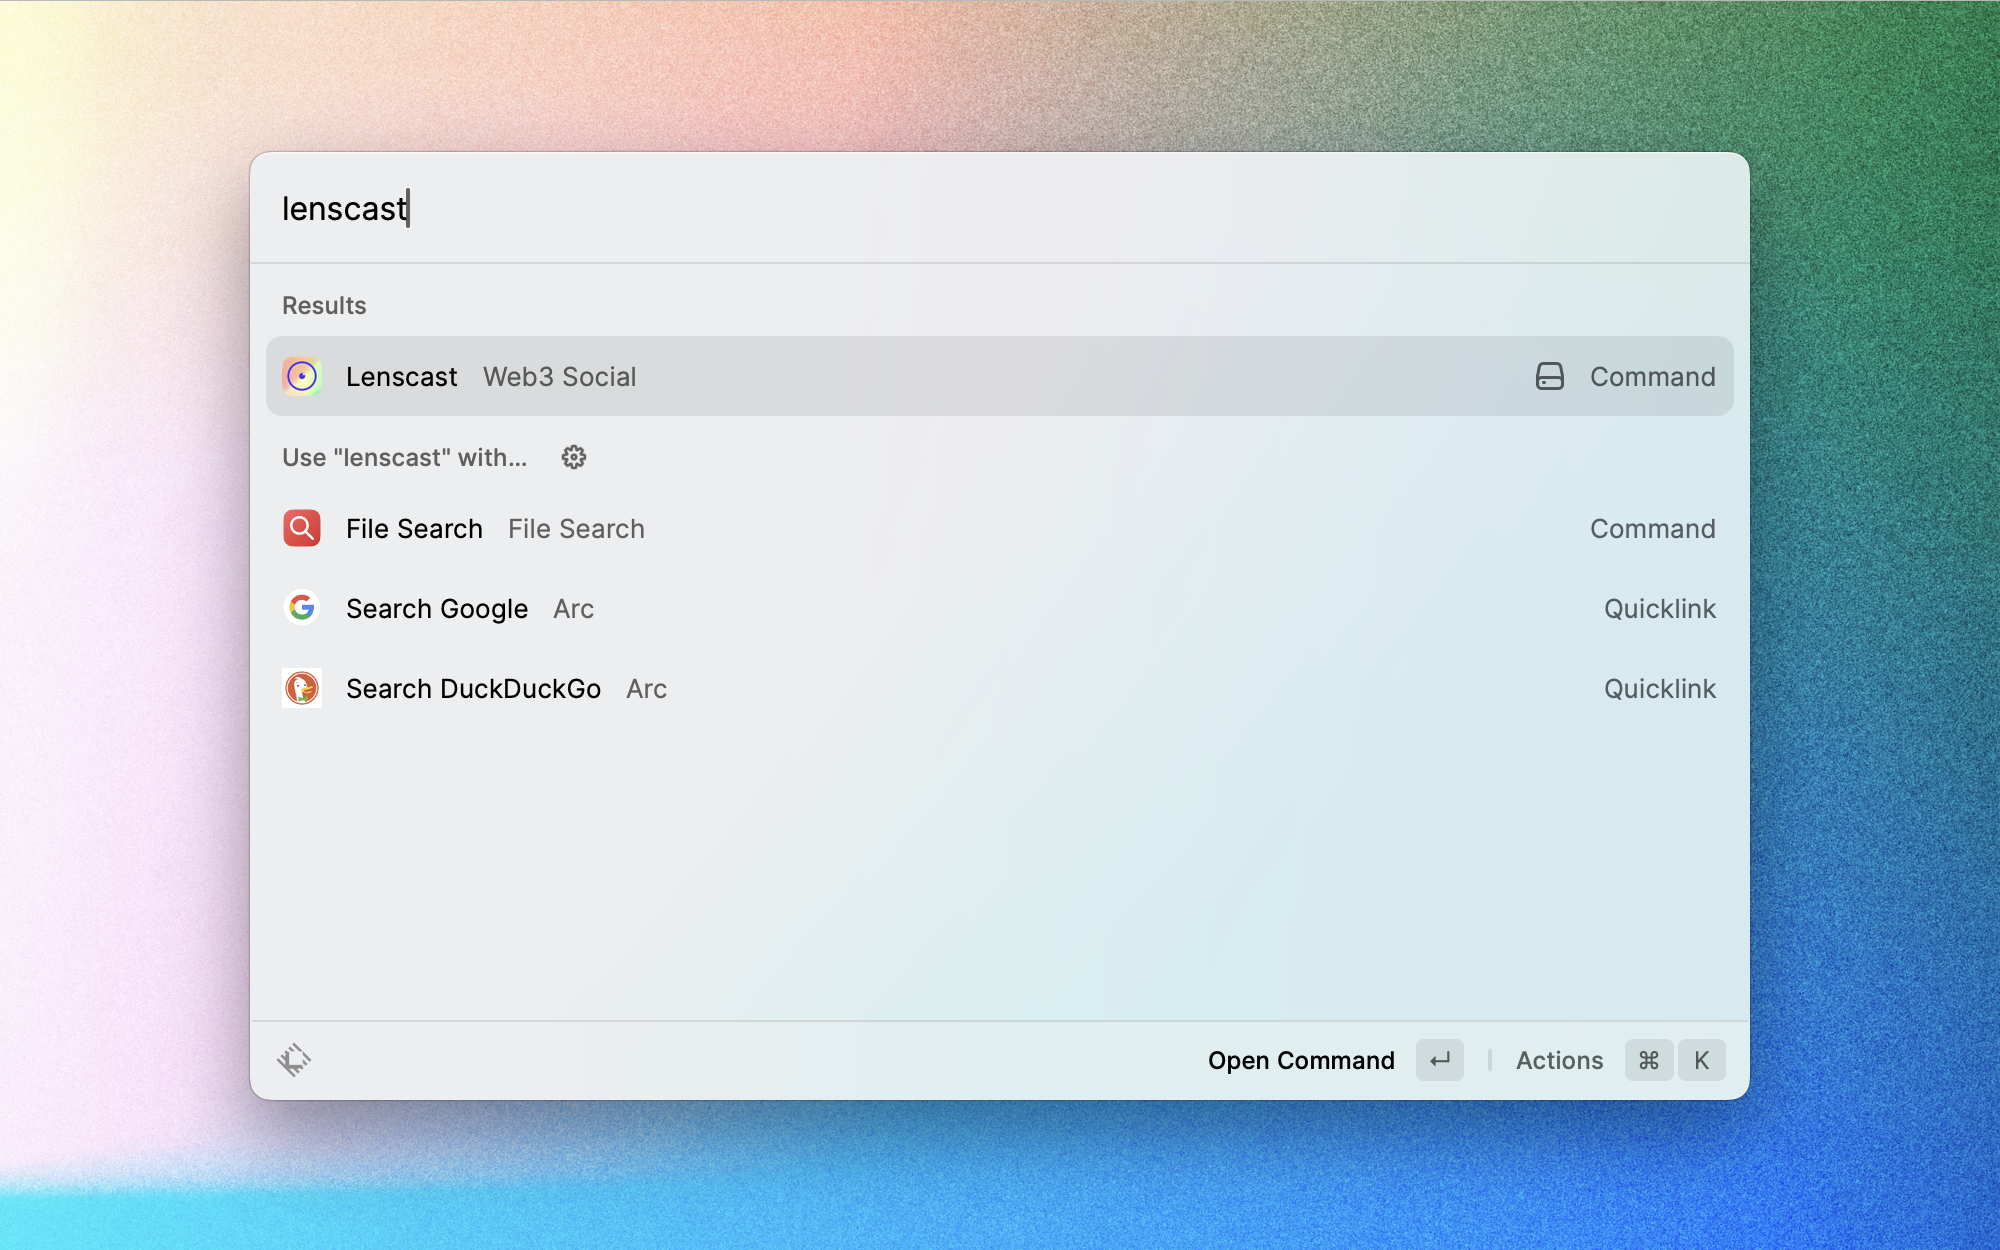 lenscast
Results
Lenscast Web3 Social Command
Use "lenscast" with...
File Search File Search Command
Search Google Arc Quicklink
Search DuckDuckGo Arc Quicklink
Open Command ↵ Actions ⌘ K